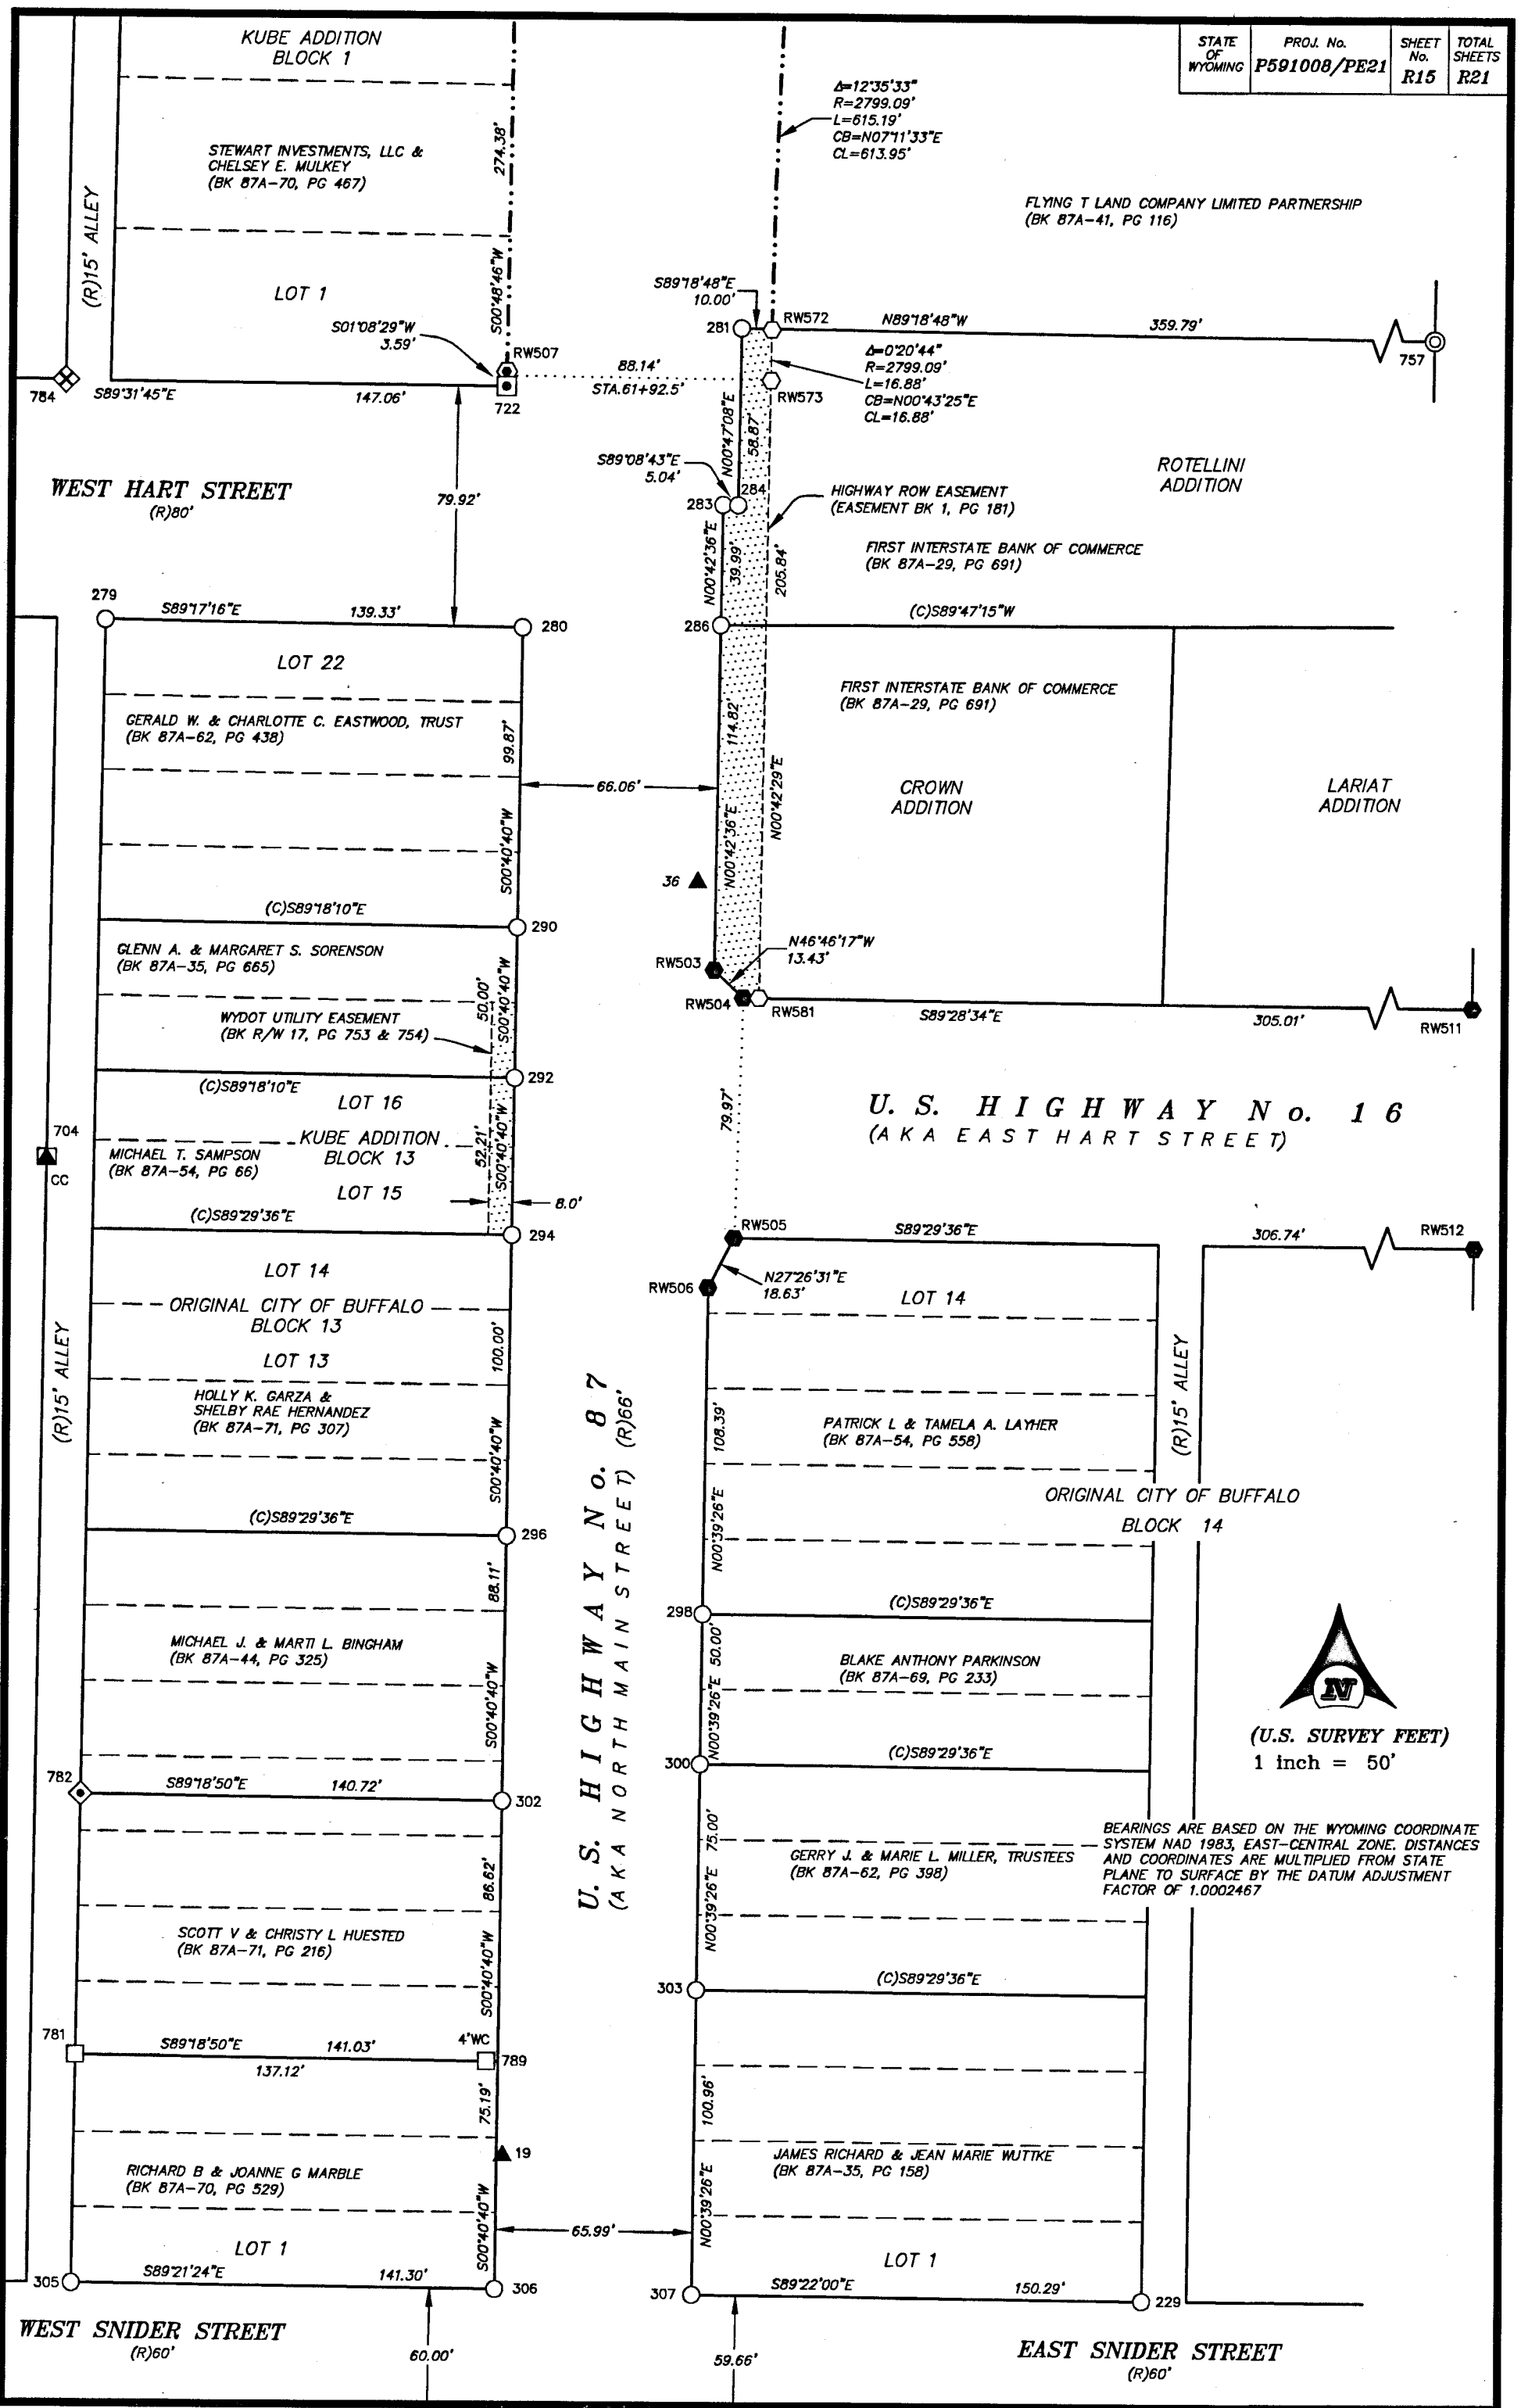 STATE
OF
WYOMING
PROJ. No.
P591008/PE21
SHEET
No.
R15
TOTAL
SHEETS
R21
KUBE ADDITION
BLOCK 1
STEWART INVESTMENTS, LLC &
CHELSEY E. MULKEY
(BK 87A-70, PG 467)
(R)15' ALLEY
LOT 1
274.38'
S00°48'46"W
S01°08'29"W
3.59'
RW507
784
S89°31'45"E
147.06'
722
88.14'
STA.61+92.5'
Δ=12°35'33"
R=2799.09'
L=615.19'
CB=N07°11'33"E
CL=613.95'
FLYING T LAND COMPANY LIMITED PARTNERSHIP
(BK 87A-41, PG 116)
S89°18'48"E
10.00'
281
RW572
N89°18'48"W
359.79'
757
Δ=0°20'44"
R=2799.09'
L=16.88'
CB=N00°43'25"E
CL=16.88'
RW573
N00°47'08"E
58.87'
S89°08'43"E
5.04'
283
284
HIGHWAY ROW EASEMENT
(EASEMENT BK 1, PG 181)
ROTELLINI
ADDITION
FIRST INTERSTATE BANK OF COMMERCE
(BK 87A-29, PG 691)
WEST HART STREET
(R)80'
79.92'
N00°42'36"E
39.99'
205.84'
279
S89°17'16"E
139.33'
280
286
(C)S89°47'15"W
LOT 22
GERALD W. & CHARLOTTE C. EASTWOOD, TRUST
(BK 87A-62, PG 438)
99.87'
S00°40'40"W
66.06'
114.82'
N00°42'36"E
N00°42'29"E
FIRST INTERSTATE BANK OF COMMERCE
(BK 87A-29, PG 691)
CROWN
ADDITION
LARIAT
ADDITION
36
(C)S89°18'10"E
290
GLENN A. & MARGARET S. SORENSON
(BK 87A-35, PG 665)
50.00'
S00°40'40"W
WYDOT UTILITY EASEMENT
(BK R/W 17, PG 753 & 754)
N46°46'17"W
13.43'
RW503
RW504
RW581
S89°28'34"E
305.01'
RW511
(C)S89°18'10"E
292
LOT 16
79.97'
U. S. HIGHWAY No. 16
(AKA EAST HART STREET)
704
CC
KUBE ADDITION
BLOCK 13
MICHAEL T. SAMPSON
(BK 87A-54, PG 66)
52.21'
S00°40'40"W
LOT 15
8.0'
(C)S89°29'36"E
294
RW505
S89°29'36"E
306.74'
RW512
LOT 14
N27°26'31"E
18.63'
RW506
LOT 14
ORIGINAL CITY OF BUFFALO
BLOCK 13
(R)15' ALLEY
LOT 13
100.00'
S00°40'40"W
HOLLY K. GARZA &
SHELBY RAE HERNANDEZ
(BK 87A-71, PG 307)
U. S. HIGHWAY No. 87
(AKA NORTH MAIN STREET) (R)66'
108.39'
N00°39'26"E
PATRICK L & TAMELA A. LAYHER
(BK 87A-54, PG 558)
(R)15' ALLEY
ORIGINAL CITY OF BUFFALO
BLOCK 14
(C)S89°29'36"E
296
298
(C)S89°29'36"E
88.11'
S00°40'40"W
MICHAEL J. & MARTI L. BINGHAM
(BK 87A-44, PG 325)
N00°39'26"E 50.00'
BLAKE ANTHONY PARKINSON
(BK 87A-69, PG 233)
N
(U.S. SURVEY FEET)
1 inch = 50'
782
S89°18'50"E
140.72'
302
300
(C)S89°29'36"E
BEARINGS ARE BASED ON THE WYOMING COORDINATE
SYSTEM NAD 1983, EAST-CENTRAL ZONE. DISTANCES
AND COORDINATES ARE MULTIPLIED FROM STATE
PLANE TO SURFACE BY THE DATUM ADJUSTMENT
FACTOR OF 1.0002467
86.62'
S00°40'40"W
N00°39'26"E 75.00'
GERRY J. & MARIE L. MILLER, TRUSTEES
(BK 87A-62, PG 398)
SCOTT V & CHRISTY L HUESTED
(BK 87A-71, PG 216)
303
(C)S89°29'36"E
781
S89°18'50"E
141.03'
137.12'
4'WC
789
75.19'
19
S00°40'40"W
100.96'
N00°39'26"E
RICHARD B & JOANNE G MARBLE
(BK 87A-70, PG 529)
JAMES RICHARD & JEAN MARIE WUTTKE
(BK 87A-35, PG 158)
65.99'
LOT 1
LOT 1
305
S89°21'24"E
141.30'
306
307
S89°22'00"E
150.29'
229
WEST SNIDER STREET
(R)60'
60.00'
59.66'
EAST SNIDER STREET
(R)60'